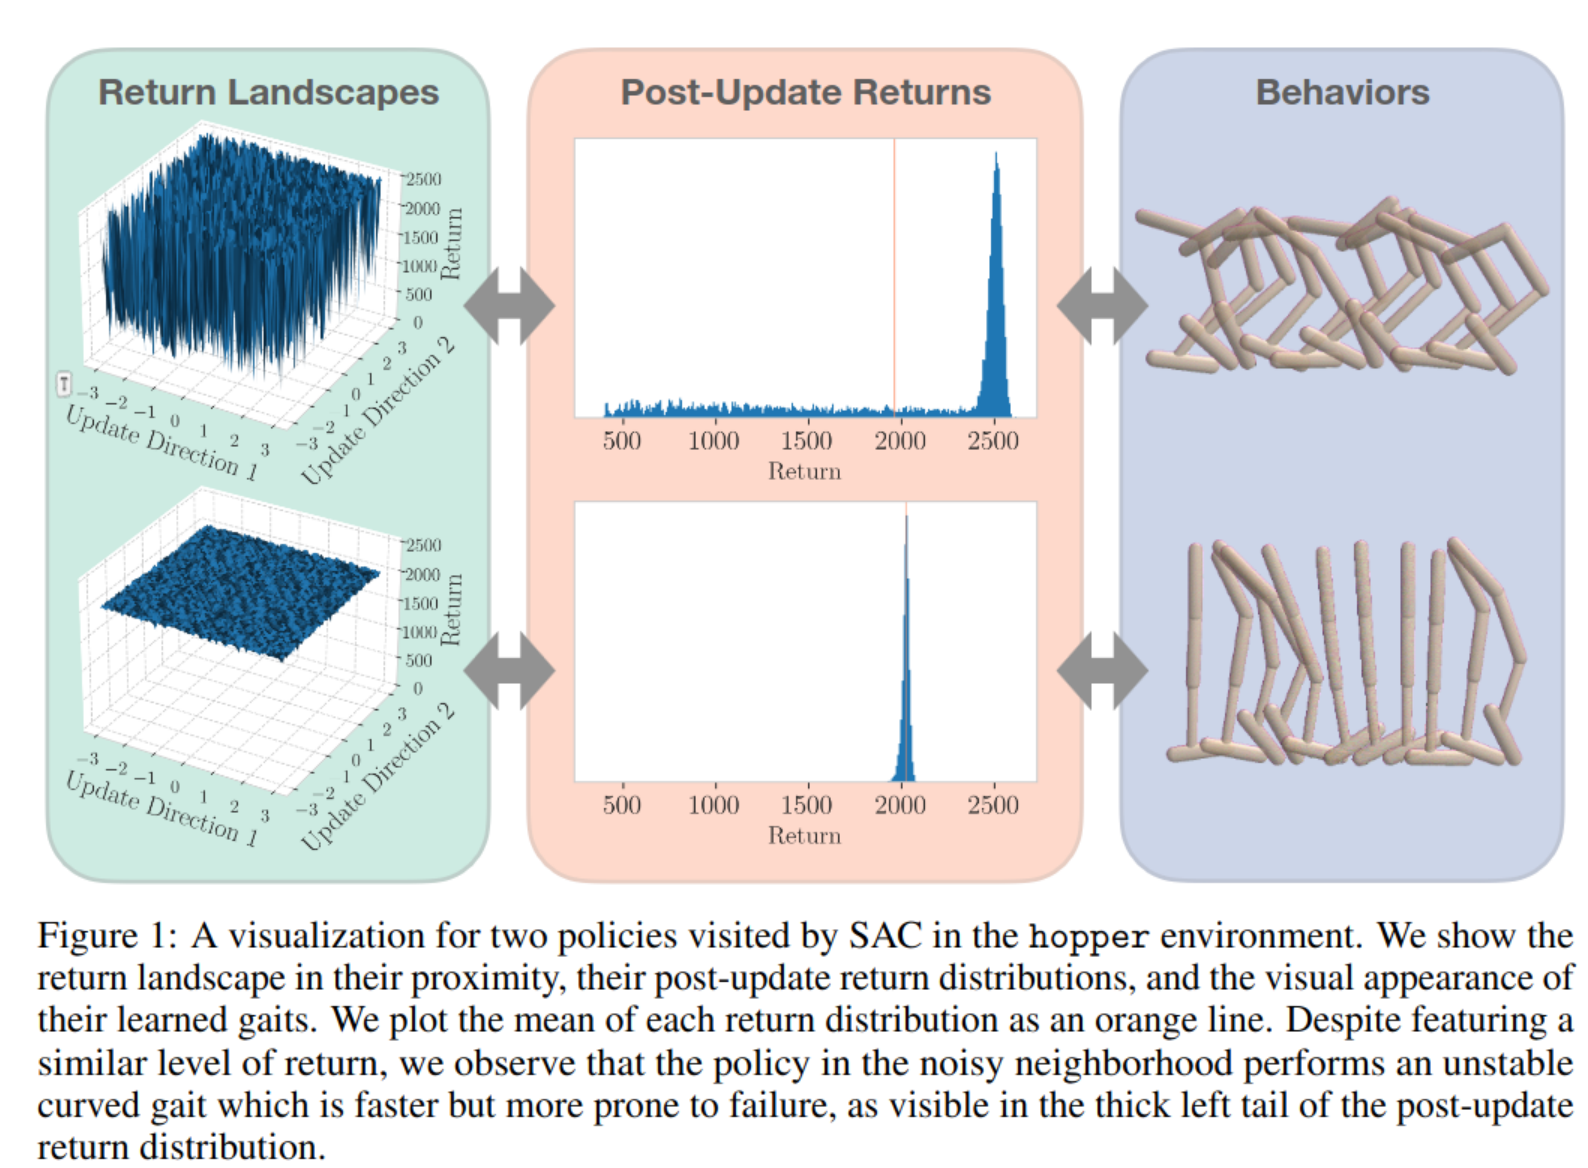 Return Landscapes
Post-Update Returns
Behaviors
2500
2000
1500
1000
500
0
Return
3
2
1
0
−1
−2
−3
Update Direction 2
−3
−2
−1
0
1
2
3
Update Direction 1
500 1000 1500 2000 2500
Return
2500
2000
1500
1000
500
0
Return
3
2
1
0
−1
−2
−3
Update Direction 2
−3
−2
−1
0
1
2
3
Update Direction 1
500 1000 1500 2000 2500
Return
Figure 1: A visualization for two policies visited by SAC in the hopper environment. We show the
return landscape in their proximity, their post-update return distributions, and the visual appearance of
their learned gaits. We plot the mean of each return distribution as an orange line. Despite featuring a
similar level of return, we observe that the policy in the noisy neighborhood performs an unstable
curved gait which is faster but more prone to failure, as visible in the thick left tail of the post-update
return distribution.